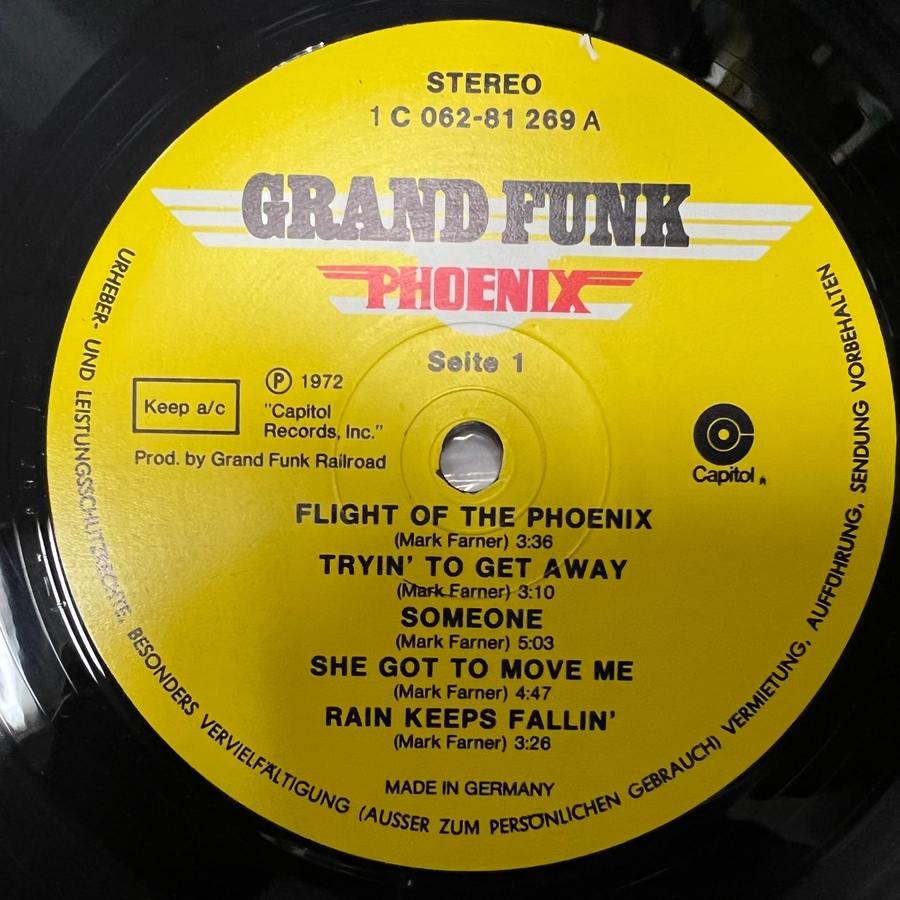 STEREO
1 C 062-81 269 A
GRAND FUNK
PHOENIX
Seite 1
Keep a/c
Ⓟ 1972
"Capitol
Records, Inc."
Prod. by Grand Funk Railroad
Capitol
FLIGHT OF THE PHOENIX
(Mark Farner) 3:36
TRYIN' TO GET AWAY
(Mark Farner) 3:10
SOMEONE
(Mark Farner) 5:03
SHE GOT TO MOVE ME
(Mark Farner) 4:47
RAIN KEEPS FALLIN'
(Mark Farner) 3:26
MADE IN GERMANY
URHEBER- UND LEISTUNGSSCHUTZRECHTE, BESONDERS VERVIELFÄLTIGUNG (AUSSER ZUM PERSÖNLICHEN GEBRAUCH) VERMIETUNG, AUFFÜHRUNG, SENDUNG VORBEHALTEN